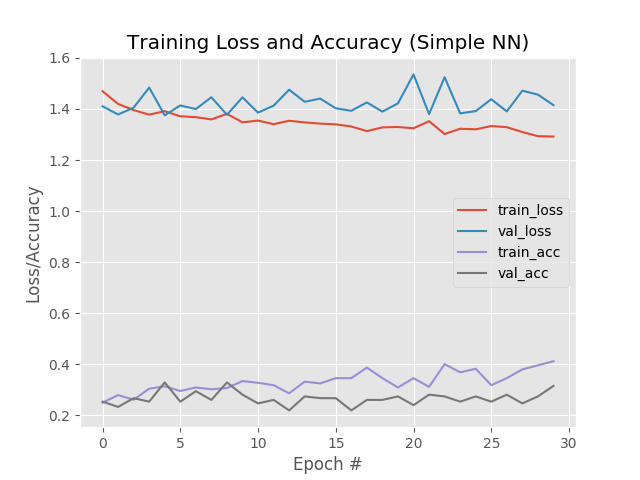 Training Loss and Accuracy (Simple NN)
1.6
1.4
1.2
1.0
0.8
0.6
0.4
0.2
Loss/Accuracy
train_loss
val_loss
train_acc
val_acc
0 5 10 15 20 25 30
Epoch #